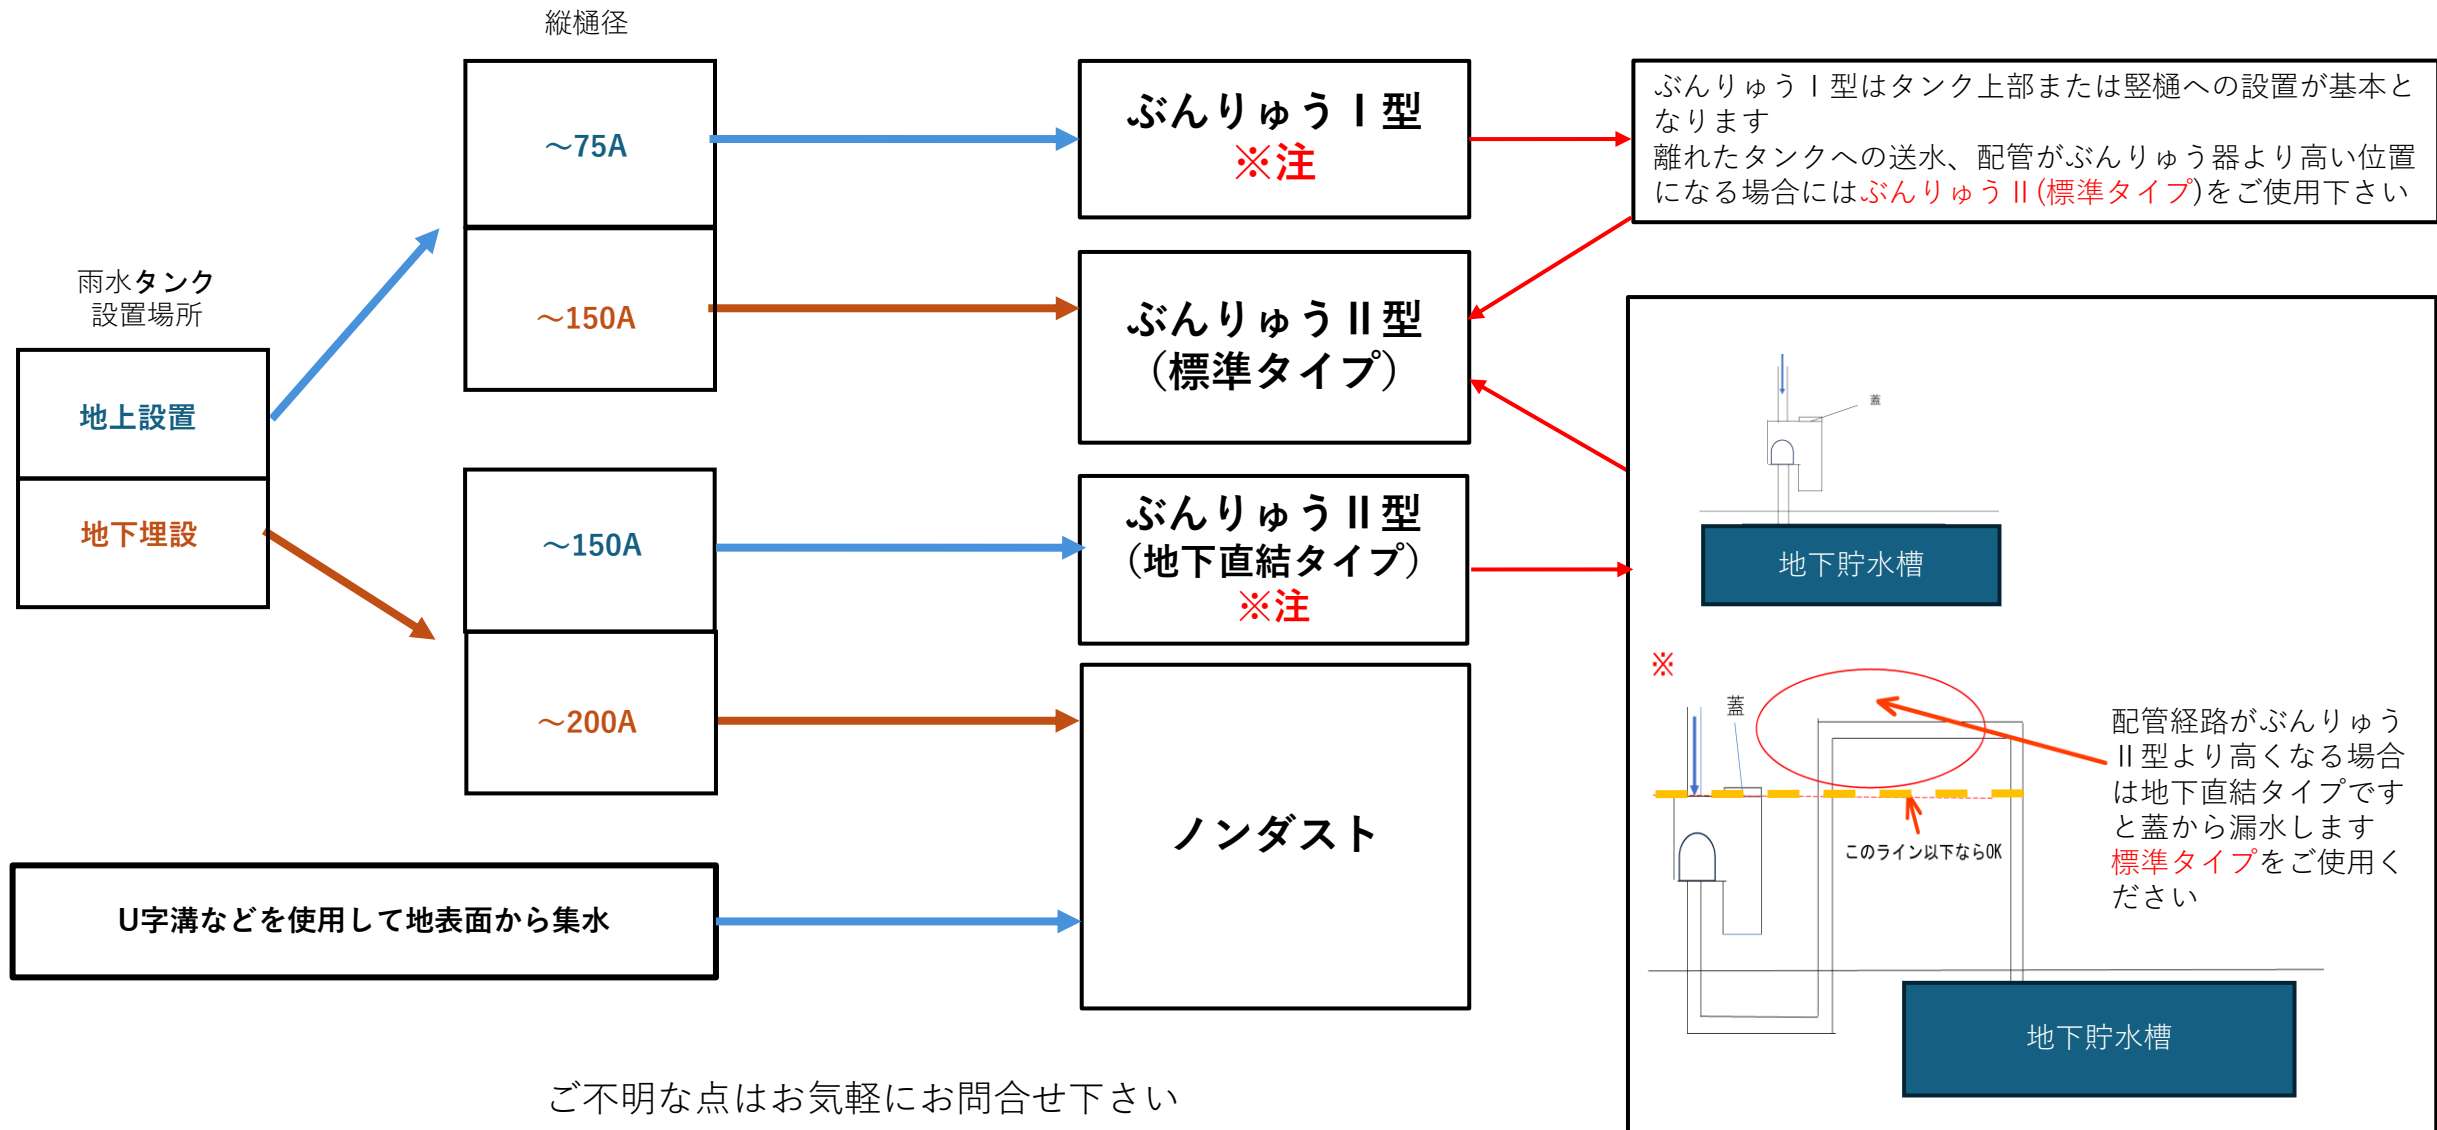 縦樋径
雨水タンク
設置場所
地上設置
地下埋設
～75A
～150A
～150A
～200A
U字溝などを使用して地表面から集水
ぶんりゅうⅠ型
※注
ぶんりゅうⅡ型
（標準タイプ）
ぶんりゅうⅡ型
（地下直結タイプ）
※注
ノンダスト
ぶんりゅうⅠ型はタンク上部または竪樋への設置が基本と
なります
離れたタンクへの送水、配管がぶんりゅう器より高い位置
になる場合にはぶんりゅうⅡ(標準タイプ)をご使用下さい
蓋
地下貯水槽
※
蓋
このライン以下ならOK
配管経路がぶんりゅう
Ⅱ型より高くなる場合
は地下直結タイプです
と蓋から漏水します
標準タイプをご使用く
ださい
地下貯水槽
ご不明な点はお気軽にお問合せ下さい